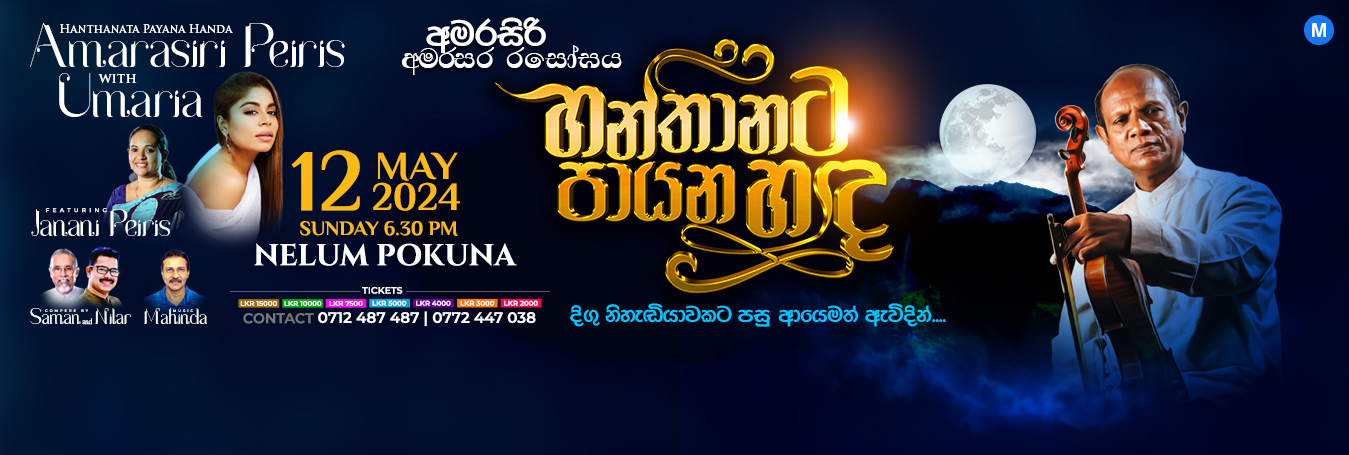 HANTHANATA PAYANA HANDA
Amarasiri Peiris
WITH
Umaria
FEATURING
Janani Peiris
COMPERE BY
Saman and Nilar
MUSIC
Mahinda
12 MAY
2024
SUNDAY 6.30 PM
NELUM POKUNA
TICKETS
LKR 15000 LKR 10000 LKR 7500 LKR 5000 LKR 4000 LKR 3000 LKR 2000
CONTACT 0712 487 487 | 0772 447 038
අමරසිරි
අමරසර රසෝඝය
හන්තානට
පායන හඳ
දිගු නිහැඬියාවකට පසු ආයෙමත් ඇවිදින්....
M